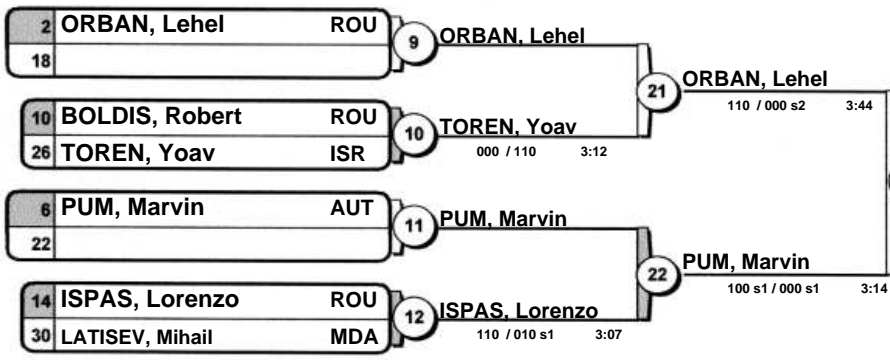 2 ORBAN, Lehel ROU
18
9
ORBAN, Lehel
10 BOLDIS, Robert ROU
26 TOREN, Yoav ISR
10
TOREN, Yoav
000 / 110 3:12
21
ORBAN, Lehel
110 / 000 s2 3:44
6 PUM, Marvin AUT
22
11
PUM, Marvin
14 ISPAS, Lorenzo ROU
30 LATISEV, Mihail MDA
12
ISPAS, Lorenzo
110 / 010 s1 3:07
22
PUM, Marvin
100 s1 / 000 s1 3:14